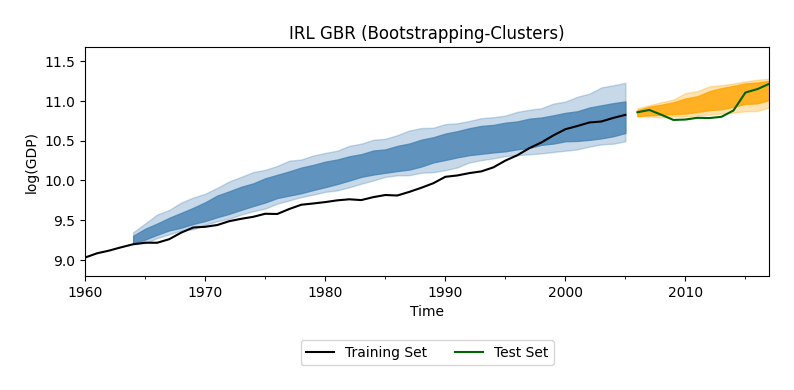 IRL GBR (Bootstrapping-Clusters)
11.5
11.0
10.5
10.0
9.5
9.0
log(GDP)
1960 1970 1980 1990 2000 2010
Time
Training Set Test Set